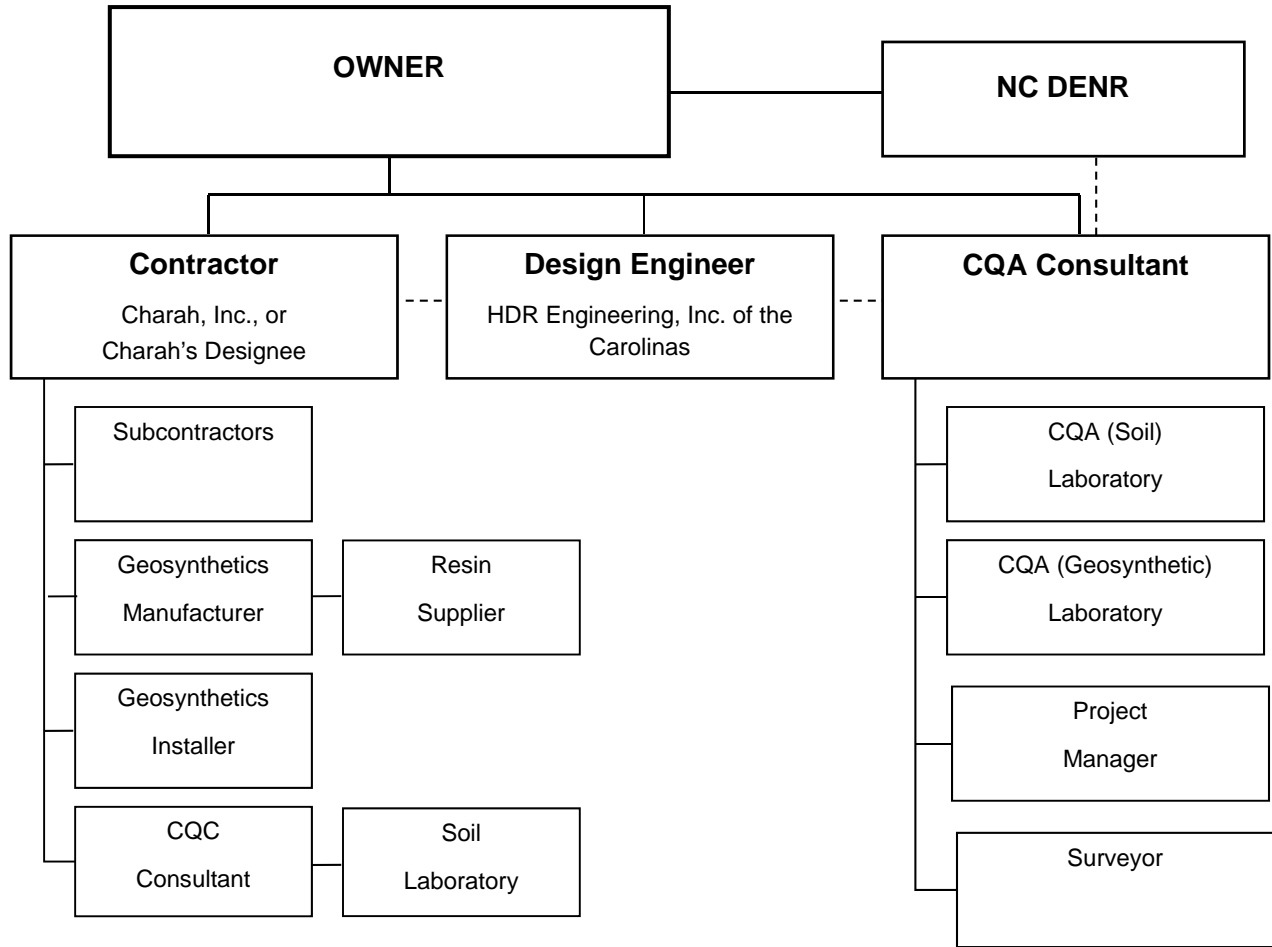 OWNER
NC DENR
Contractor
Charah, Inc., or
Charah's Designee
Design Engineer
HDR Engineering, Inc. of the
Carolinas
CQA Consultant
Subcontractors
Geosynthetics
Manufacturer
Resin
Supplier
Geosynthetics
Installer
CQC
Consultant
Soil
Laboratory
CQA (Soil)
Laboratory
CQA (Geosynthetic)
Laboratory
Project
Manager
Surveyor